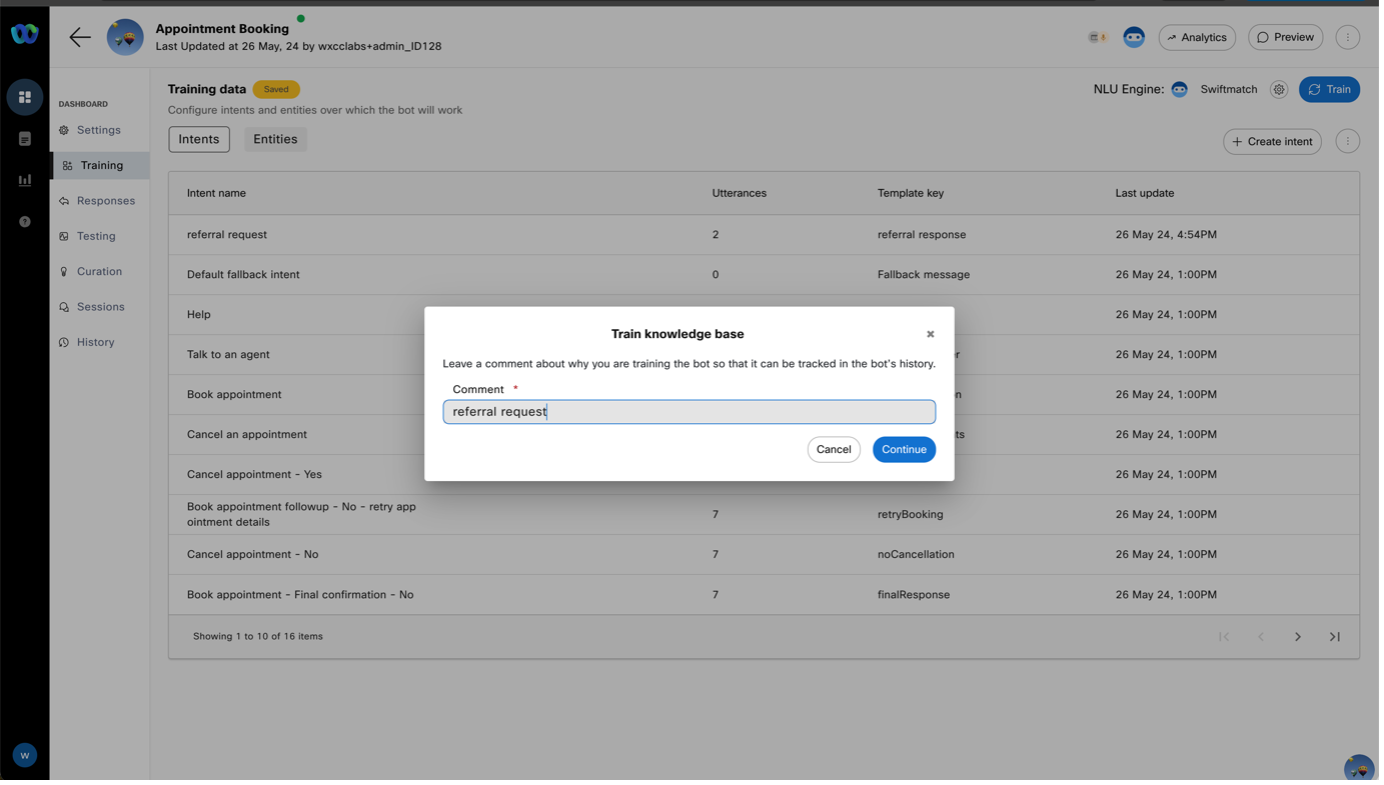 Appointment Booking
Last Updated at 26 May, 24 by wxcclabs+admin_ID128
Analytics
Preview
DASHBOARD
Settings
Training
Responses
Testing
Curation
Sessions
History
Training data Saved
Configure intents and entities over which the bot will work
NLU Engine: Swiftmatch
Train
Intents Entities
Create intent
Intent name Utterances Template key Last update
referral request 2 referral response 26 May 24, 4:54PM
Default fallback intent 0 Fallback message 26 May 24, 1:00PM
Help 26 May 24, 1:00PM
Talk to an agent r 26 May 24, 1:00PM
Book appointment n 26 May 24, 1:00PM
Cancel an appointment ts 26 May 24, 1:00PM
Cancel appointment - Yes 26 May 24, 1:00PM
Book appointment followup - No - retry app
ointment details 7 retryBooking 26 May 24, 1:00PM
Cancel appointment - No 7 noCancellation 26 May 24, 1:00PM
Book appointment - Final confirmation - No 7 finalResponse 26 May 24, 1:00PM
Showing 1 to 10 of 16 items
Train knowledge base
Leave a comment about why you are training the bot so that it can be tracked in the bot's history.
Comment *
referral request
Cancel Continue
W